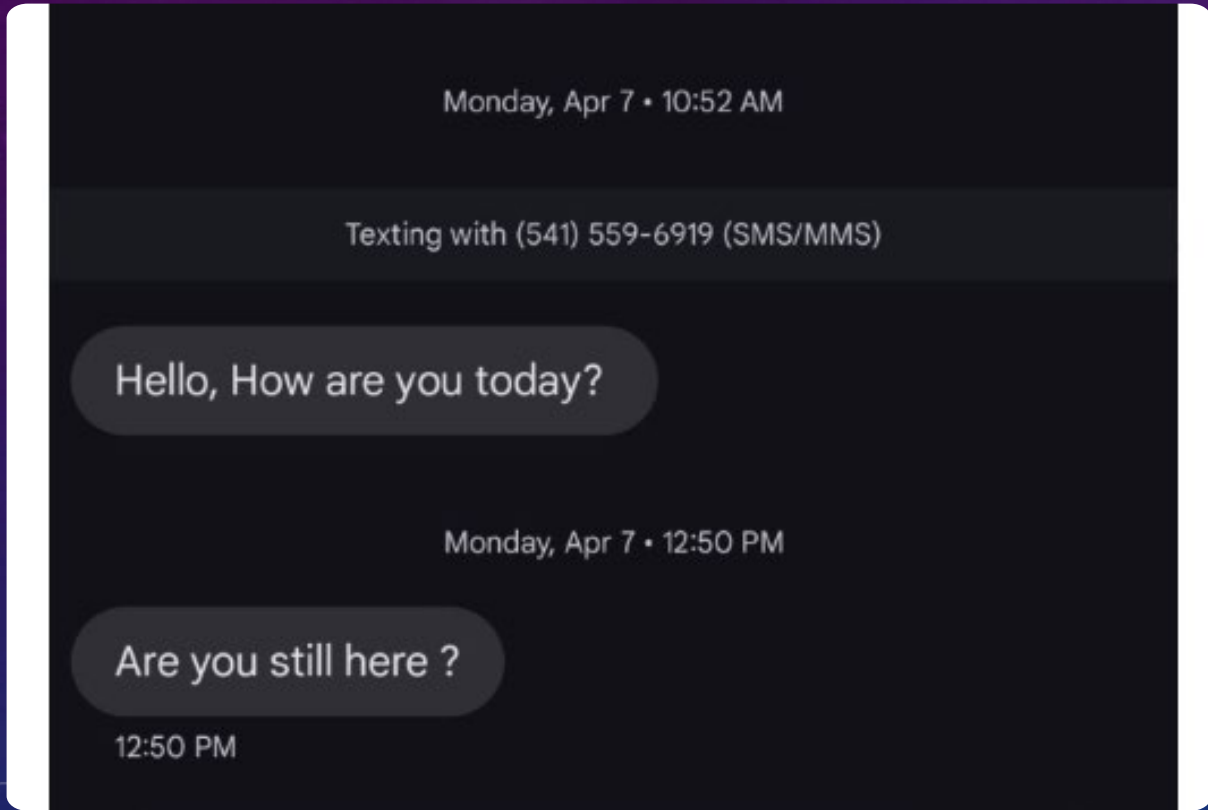 Monday, Apr 7 • 10:52 AM
Texting with (541) 559-6919 (SMS/MMS)
Hello, How are you today?
Monday, Apr 7 • 12:50 PM
Are you still here ?
12:50 PM